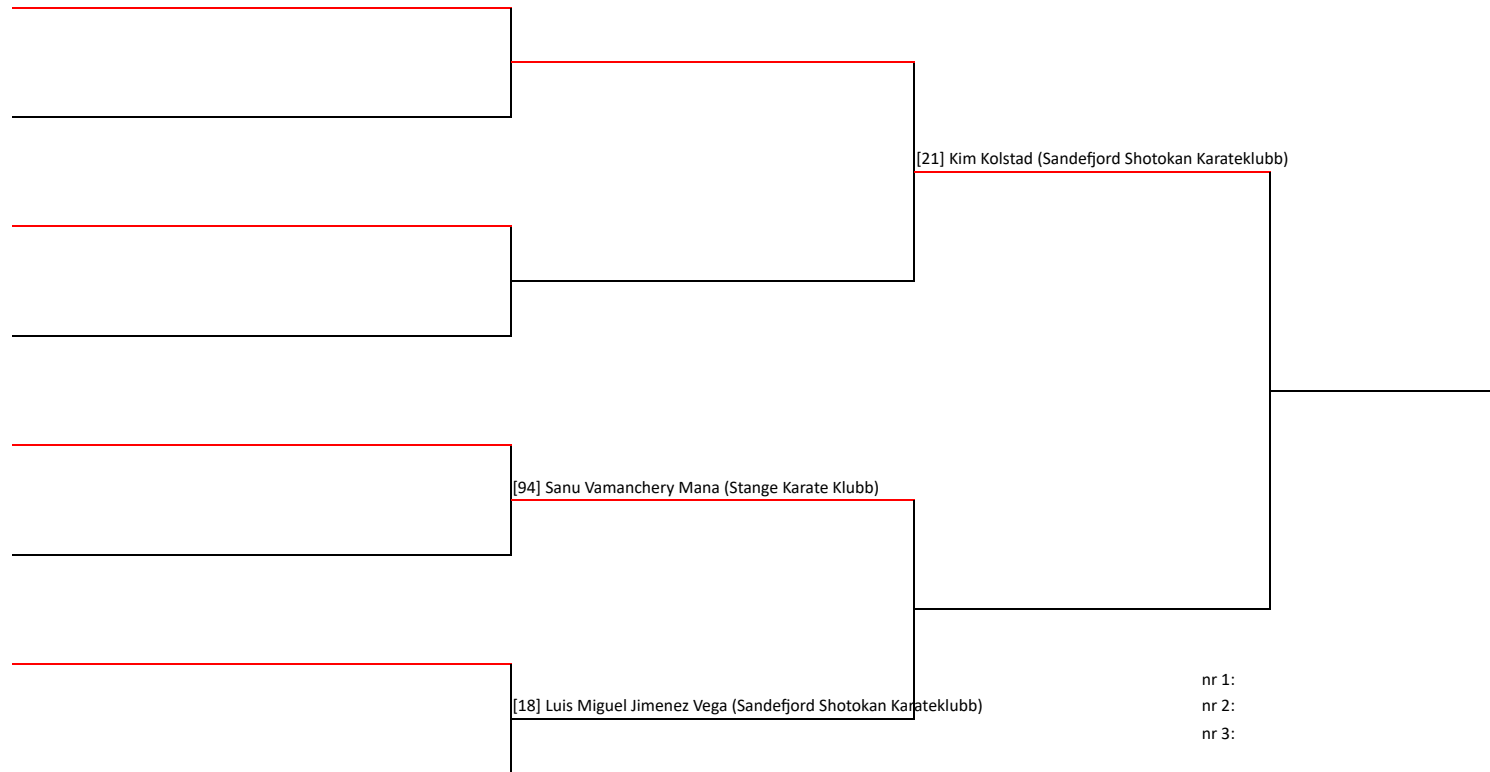 [21] Kim Kolstad (Sandefjord Shotokan Karateklubb)
[94] Sanu Vamanchery Mana (Stange Karate Klubb)
[18] Luis Miguel Jimenez Vega (Sandefjord Shotokan Karateklubb)
nr 1:
nr 2:
nr 3: